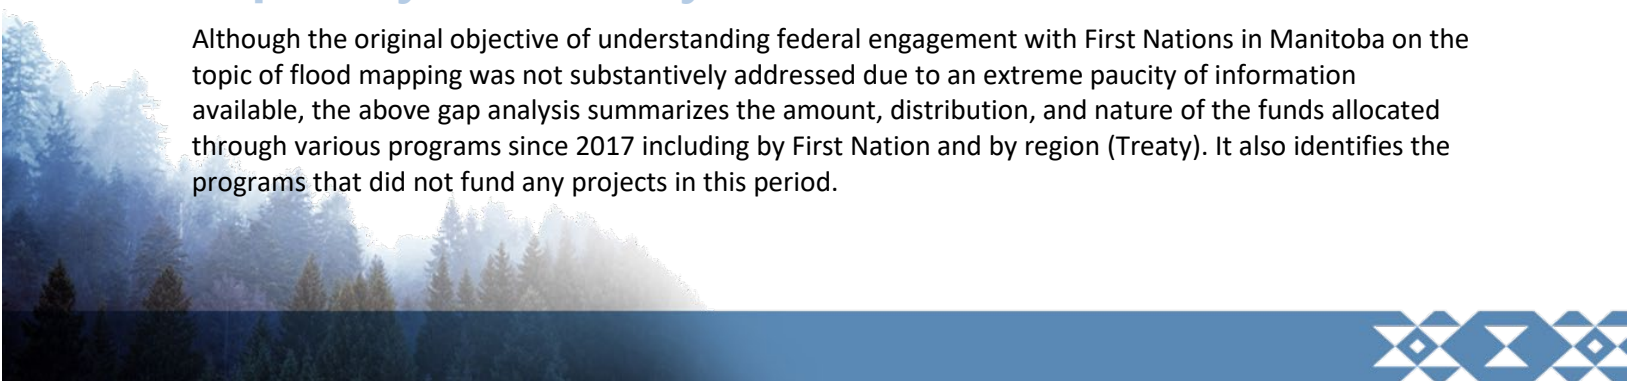 Although the original objective of understanding federal engagement with First Nations in Manitoba on the
topic of flood mapping was not substantively addressed due to an extreme paucity of information
available, the above gap analysis summarizes the amount, distribution, and nature of the funds allocated
through various programs since 2017 including by First Nation and by region (Treaty). It also identifies the
programs that did not fund any projects in this period.